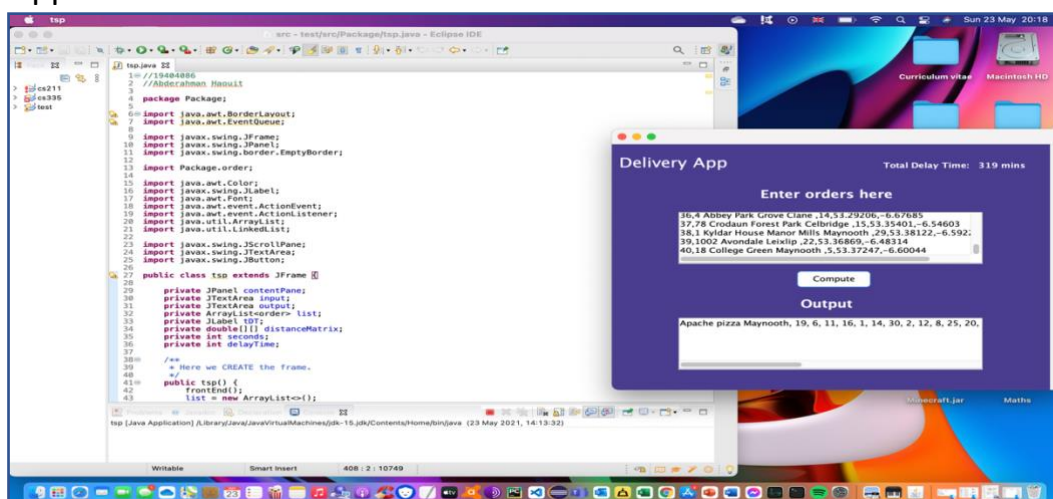 tsp
Sun 23 May 20:18
src - test/src/Package/tsp.java - Eclipse IDE
tsp.java
cs211
cs335
test
1 //19404086
2 //Abderahman Haouit
3
4 package Package;
5
6 import java.awt.BorderLayout;
7 import java.awt.EventQueue;
8
9 import javax.swing.JFrame;
10 import javax.swing.JPanel;
11 import javax.swing.border.EmptyBorder;
12
13 import Package.order;
14
15 import java.awt.Color;
16 import javax.swing.JLabel;
17 import java.awt.Font;
18 import java.awt.event.ActionEvent;
19 import java.awt.event.ActionListener;
20 import java.util.ArrayList;
21 import java.util.LinkedList;
22
23 import javax.swing.JScrollPane;
24 import javax.swing.JTextArea;
25 import javax.swing.JButton;
26
27 public class tsp extends JFrame {
28
29 private JPanel contentPane;
30 private JTextArea input;
31 private JTextArea output;
32 private ArrayList<order> list;
33 private JLabel tDT;
34 private double[][] distanceMatrix;
35 private int seconds;
36 private int delayTime;
37
38 /**
39 * Here we CREATE the frame.
40 */
41 public tsp() {
42 frontEnd();
43 list = new ArrayList<>();
tsp [Java Application] /Library/Java/JavaVirtualMachines/jdk-15.jdk/Contents/Home/bin/java (23 May 2021, 14:13:32)
Writable
Smart Insert
408 : 2 : 10749
Curriculum vitae
Macintosh HD
Delivery App
Total Delay Time: 319 mins
Enter orders here
36,4 Abbey Park Grove Clane ,14,53.29206,-6.67685
37,78 Crodaun Forest Park Celbridge ,15,53.35401,-6.54603
38,1 Kyldar House Manor Mills Maynooth ,29,53.38122,-6.592
39,1002 Avondale Leixlip ,22,53.36869,-6.48314
40,18 College Green Maynooth ,5,53.37247,-6.60044
Compute
Output
Apache pizza Maynooth, 19, 6, 11, 16, 1, 14, 30, 2, 12, 8, 25, 20,
Minecraft.jar
Maths